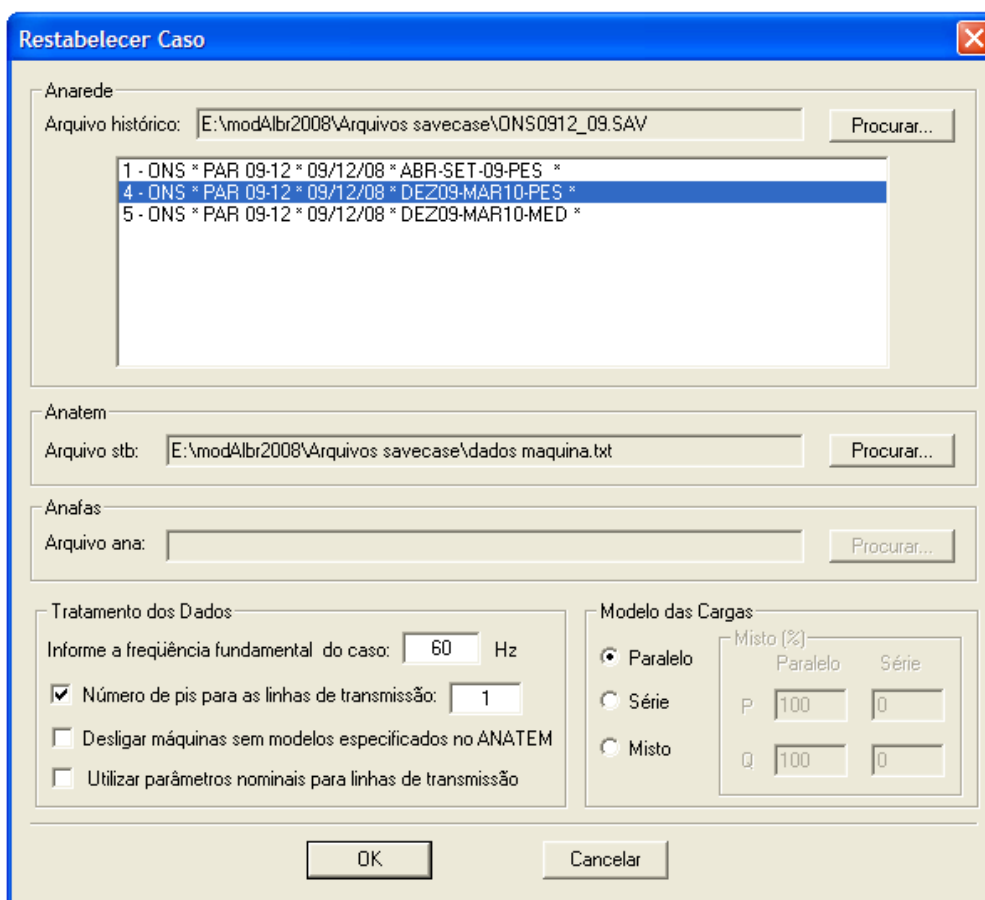 Restabelecer Caso
Anarede
Arquivo histórico: E:\modAlbr2008\Arquivos savecase\ONS0912_09.SAV Procurar...
1 - ONS * PAR 09-12 * 09/12/08 * ABR-SET-09-PES *
4 - ONS * PAR 09-12 * 09/12/08 * DEZ09-MAR10-PES *
5 - ONS * PAR 09-12 * 09/12/08 * DEZ09-MAR10-MED *
Anatem
Arquivo stb: E:\modAlbr2008\Arquivos savecase\dados maquina.txt Procurar...
Anafas
Arquivo ana: Procurar...
Tratamento dos Dados
Informe a freqüência fundamental do caso: 60 Hz
Número de pis para as linhas de transmissão: 1
Desligar máquinas sem modelos especificados no ANATEM
Utilizar parâmetros nominais para linhas de transmissão
Modelo das Cargas
Paralelo
Série
Misto
Misto (%)
Paralelo Série
P 100 0
Q 100 0
OK Cancelar